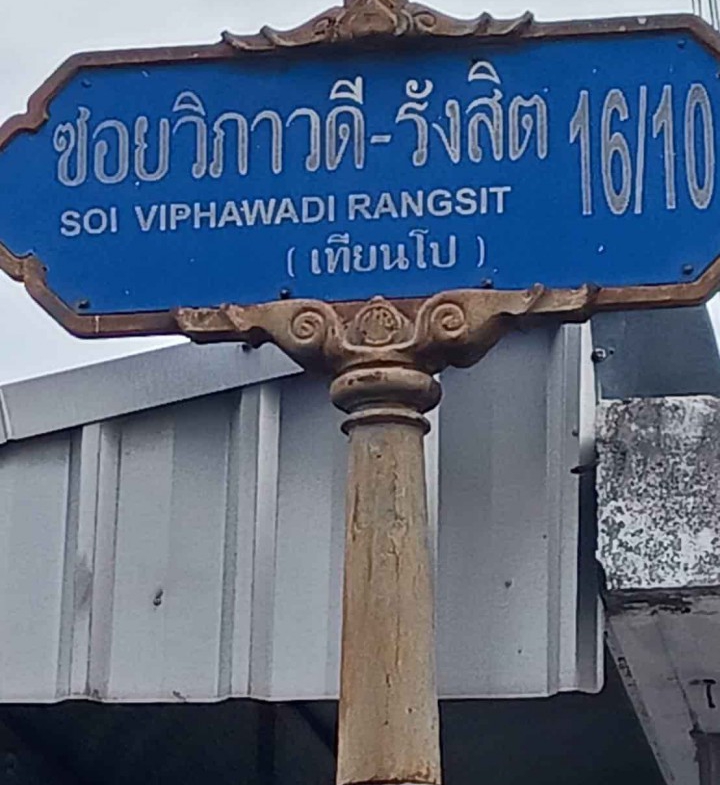 ซอยวิภาวดี-รังสิต 16/10
SOI VIPHAWADI RANGSIT
( เทียนโป )